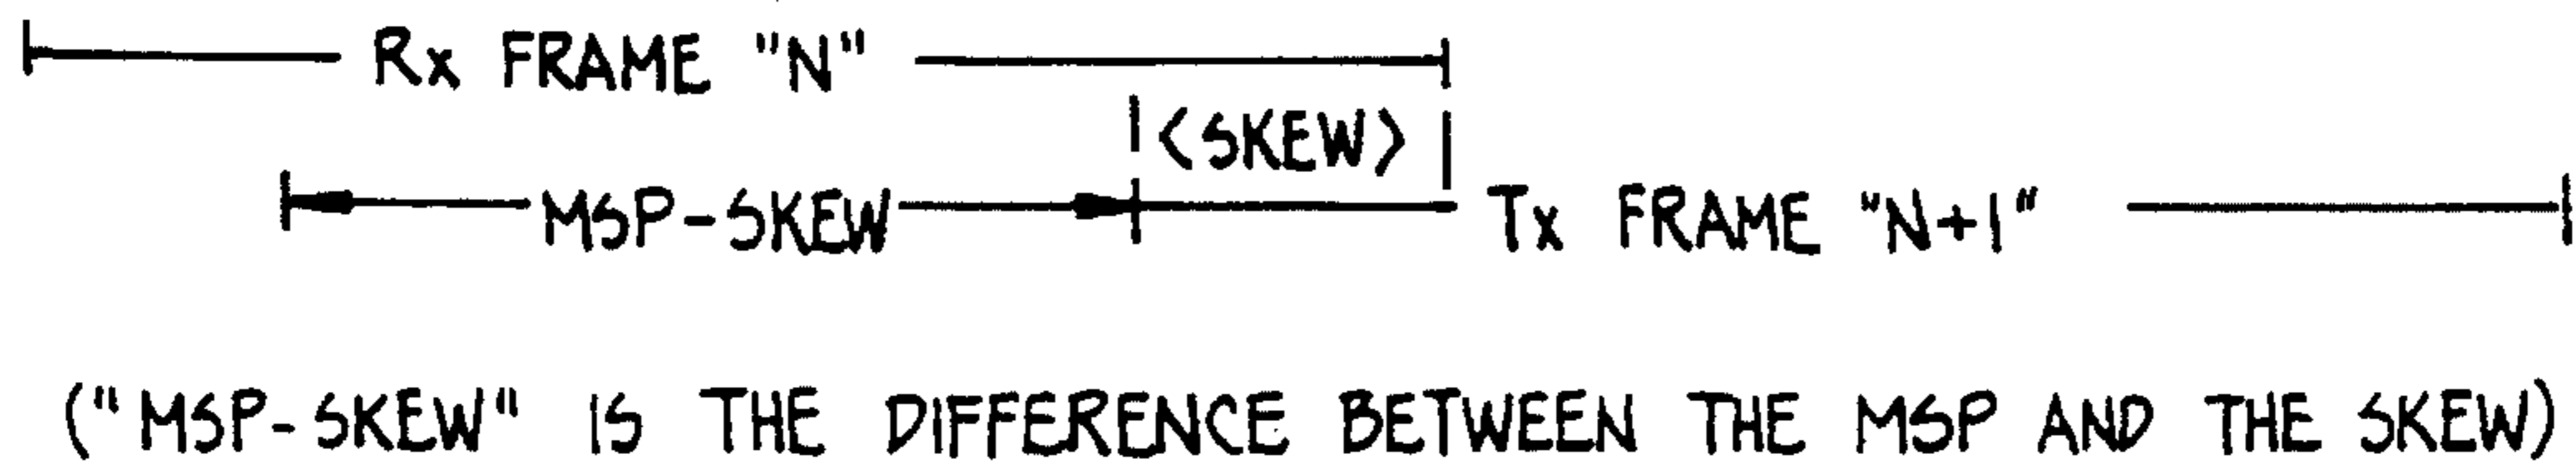 Rx FRAME "N"
<SKEW>
MSP-SKEW Tx FRAME "N+1"
("MSP-SKEW" IS THE DIFFERENCE BETWEEN THE MSP AND THE SKEW)